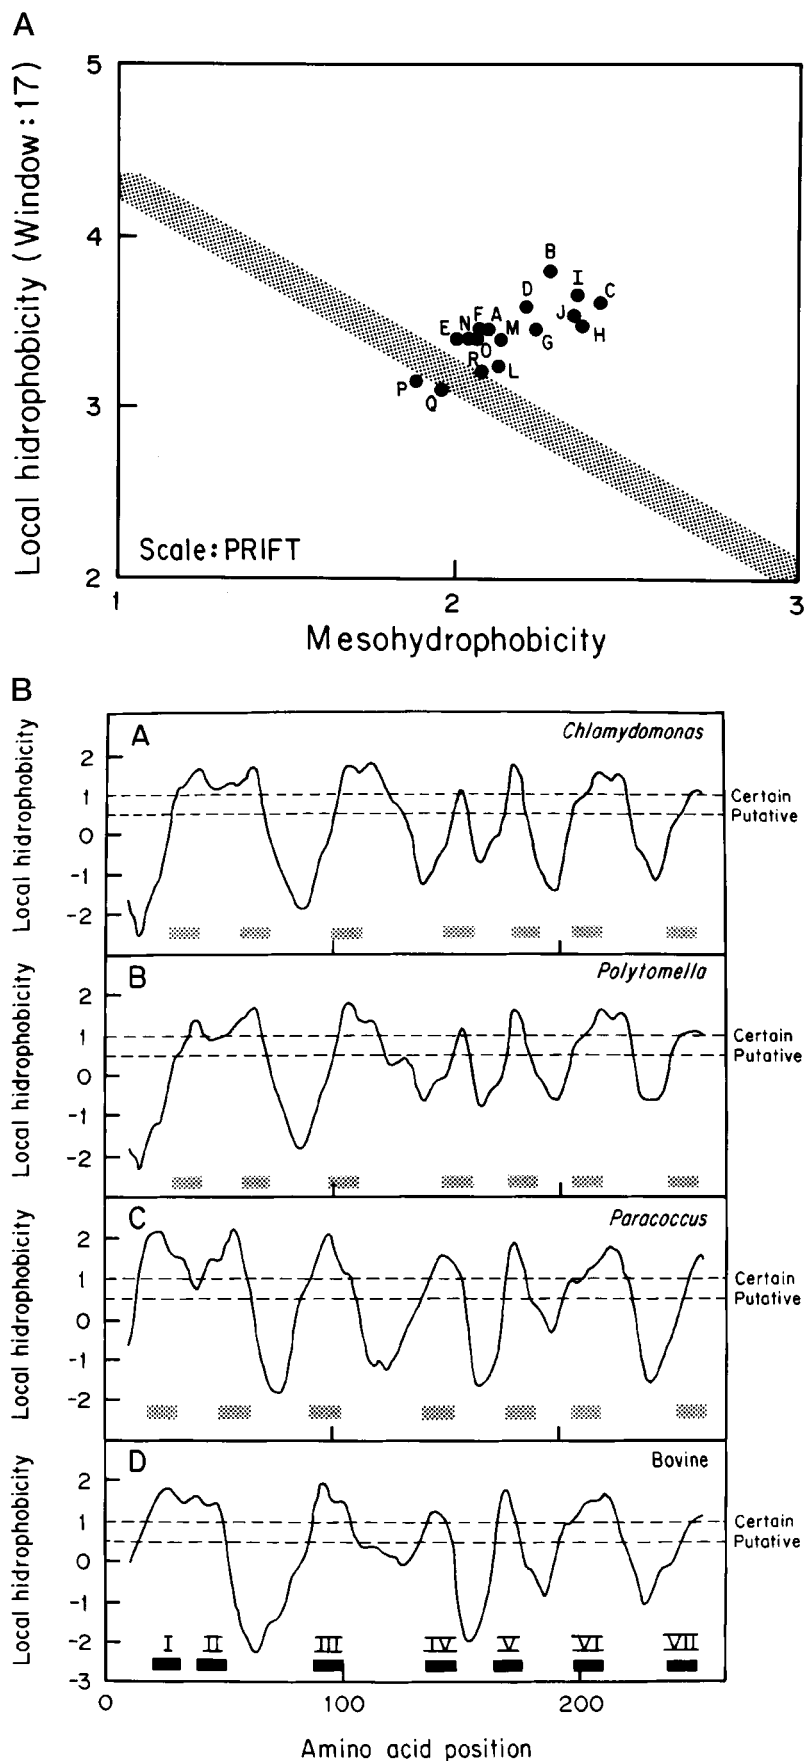 A
Local hidrophobicity (Window:17)
5
4
3
2
B
I
C
D
J
H
G
F A
E N M
O
R L
P
Q
Scale: PRIFT
1 2 3
Mesohydrophobicity
B
A Chlamydomonas
Local hidrophobicity
2
1
0
-1
-2
Certain
Putative
B Polytomella
Local hidrophobicity
2
1
0
-1
-2
Certain
Putative
C Paracoccus
Local hidrophobicity
2
1
0
-1
-2
Certain
Putative
D Bovine
Local hidrophobicity
2
1
0
-1
-2
-3
Certain
Putative
I II III IV V VI VII
0 100 200
Amino acid position